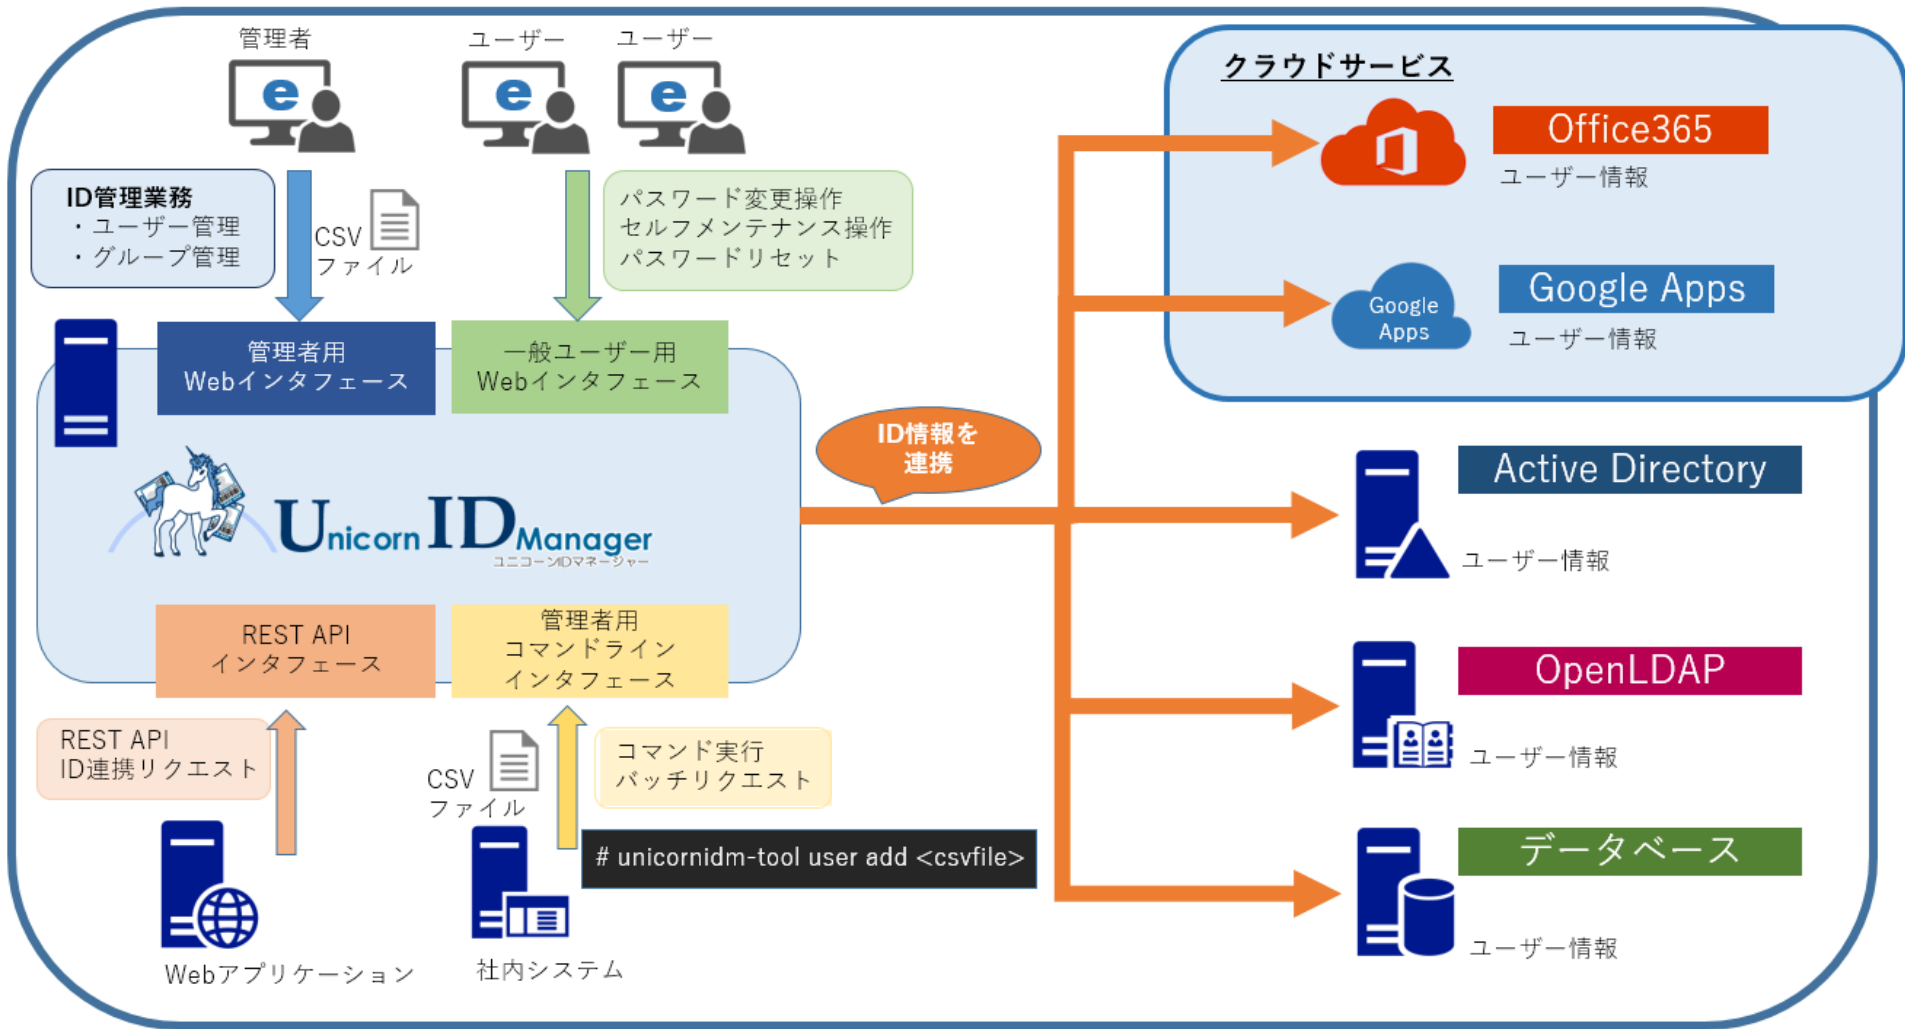 管理者
ユーザー
ユーザー
ID管理業務
・ユーザー管理
・グループ管理
CSV
ファイル
パスワード変更操作
セルフメンテナンス操作
パスワードリセット
管理者用
Webインタフェース
一般ユーザー用
Webインタフェース
Unicorn ID Manager
ユニコーンIDマネージャー
REST API
インタフェース
管理者用
コマンドライン
インタフェース
REST API
ID連携リクエスト
CSV
ファイル
コマンド実行
バッチリクエスト
# unicornidm-tool user add <csvfile>
Webアプリケーション
社内システム
ID情報を
連携
クラウドサービス
Office365
ユーザー情報
Google
Apps
Google Apps
ユーザー情報
Active Directory
ユーザー情報
OpenLDAP
ユーザー情報
データベース
ユーザー情報